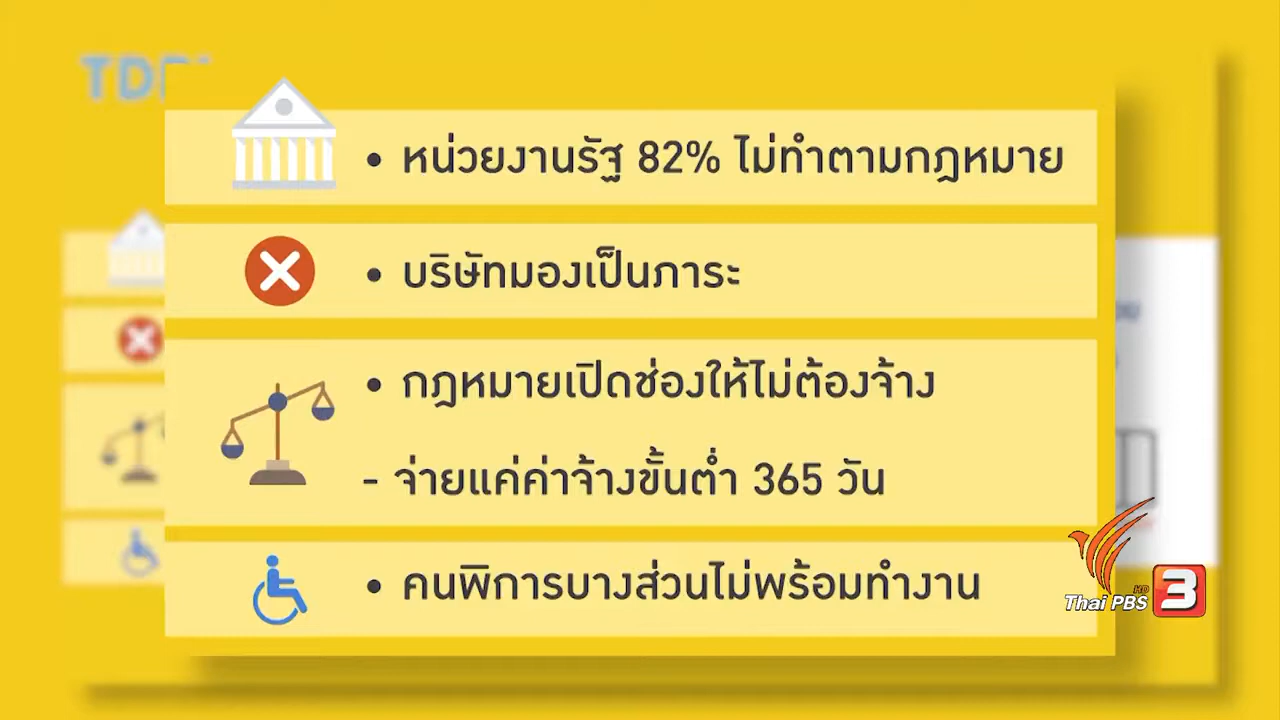 • หน่วยงานรัฐ 82% ไม่ทำตามกฎหมาย
• บริษัทมองเป็นภาระ
• กฎหมายเปิดช่องให้ไม่ต้องจ้าง
- จ่ายแค่ค่าจ้างขั้นต่ำ 365 วัน
• คนพิการบางส่วนไม่พร้อมทำงาน
HD
Thai PBS 3